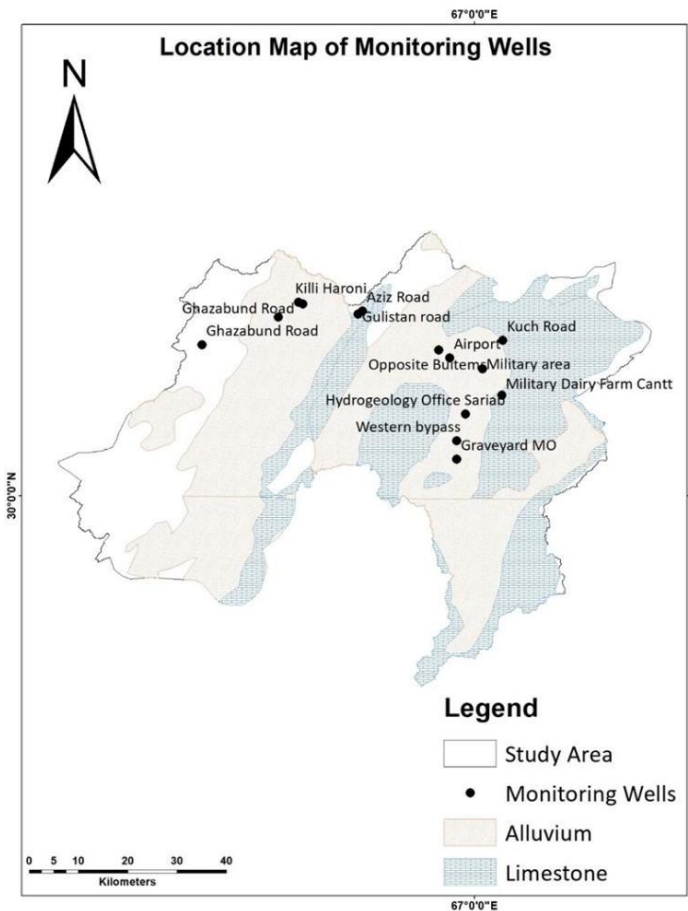 67°0'0"E
Location Map of Monitoring Wells
N
Killi Haroni
Aziz Road
Ghazabund Road
Gulistan road
Ghazabund Road
Kuch Road
Airport
Opposite Buitems
Military area
Military Dairy Farm Cantt
Hydrogeology Office Sariab
Western bypass
Graveyard MO
30°0'0"N
Legend
Study Area
Monitoring Wells
Alluvium
Limestone
0 5 10 20 30 40
Kilometers
67°0'0"E